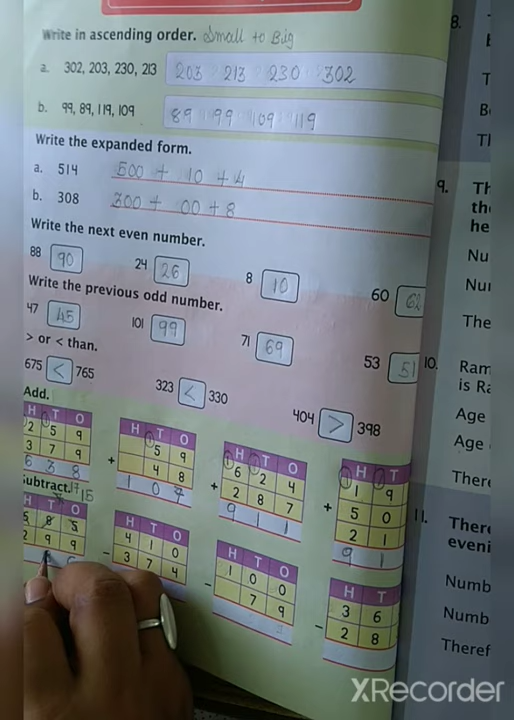 Write in ascending order. Small to Big
a. 302, 203, 230, 213 203 213 230 302
b. 99, 89, 119, 109 89 99 109 119
Write the expanded form.
a. 514 500 + 10 + 4
b. 308 300 + 00 + 8
Write the next even number.
88 90 24 26 8 10 60 62
Write the previous odd number.
47 45 101 99 71 69 53 51
> or < than.
675 < 765 323 < 330 404 > 398
Add.
H T O H T O H T O H T
2 5 9 5 9 6 2 4 1 9
3 7 9 + 4 8 + 2 8 7 + 5 0
6 3 8 1 0 7 9 1 1 2 1
9 1
Subtract. 17 15
H T O H T O H T O H T
5 8 5 4 1 0 1 0 0 3 6
2 9 9 - 3 7 4 - 7 9 - 2 8
8.
T
B
9. Th
th
he
Nu
Nu
The
10. Ram
is Ra
Age
Age
There
11. There
eveni
Numb
Numb
Theref
XRecorder